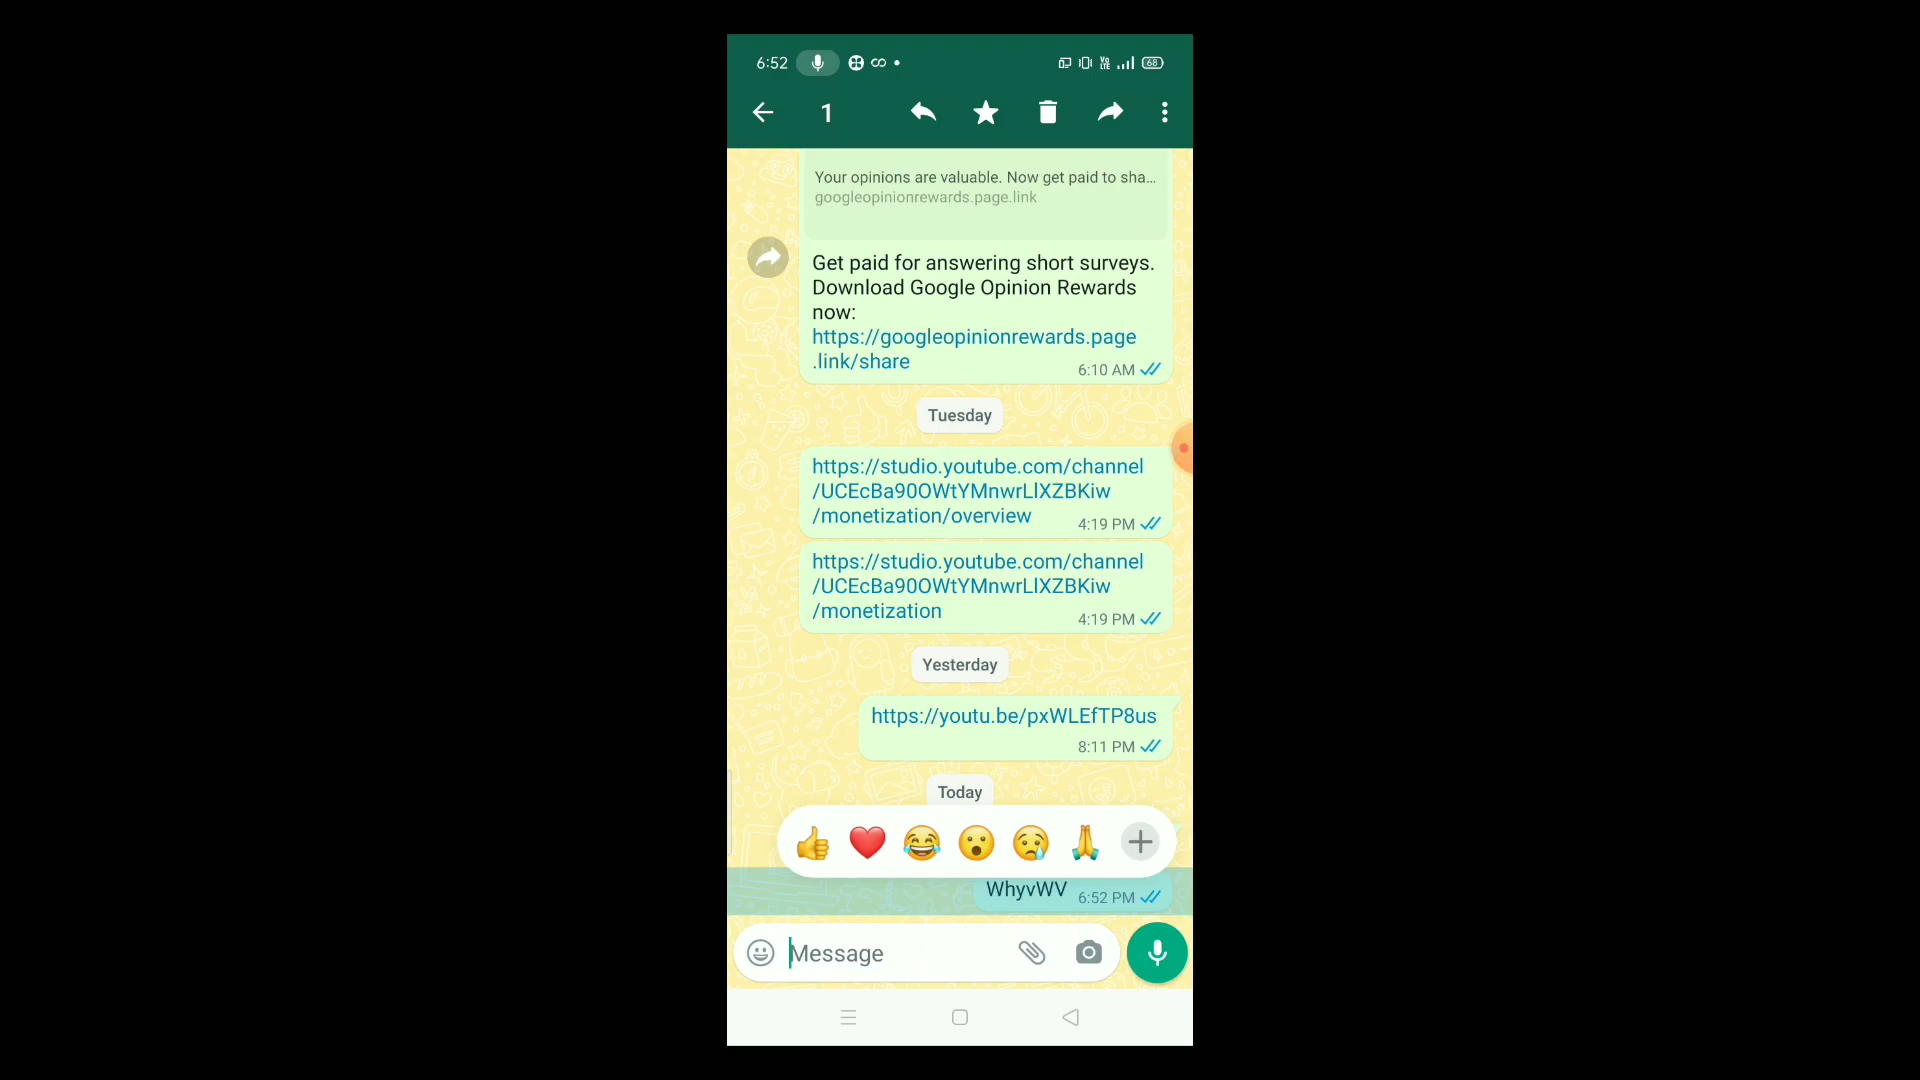 6:52
VO LTE
68
1
Your opinions are valuable. Now get paid to sha...
googleopinionrewards.page.link
Get paid for answering short surveys.
Download Google Opinion Rewards
now:
https://googleopinionrewards.page
.link/share
6:10 AM
Tuesday
https://studio.youtube.com/channel
/UCEcBa90OWtYMnwrLlXZBKiw
/monetization/overview
4:19 PM
https://studio.youtube.com/channel
/UCEcBa90OWtYMnwrLlXZBKiw
/monetization
4:19 PM
Yesterday
https://youtu.be/pxWLEfTP8us
8:11 PM
Today
WhyvWV
6:52 PM
Message